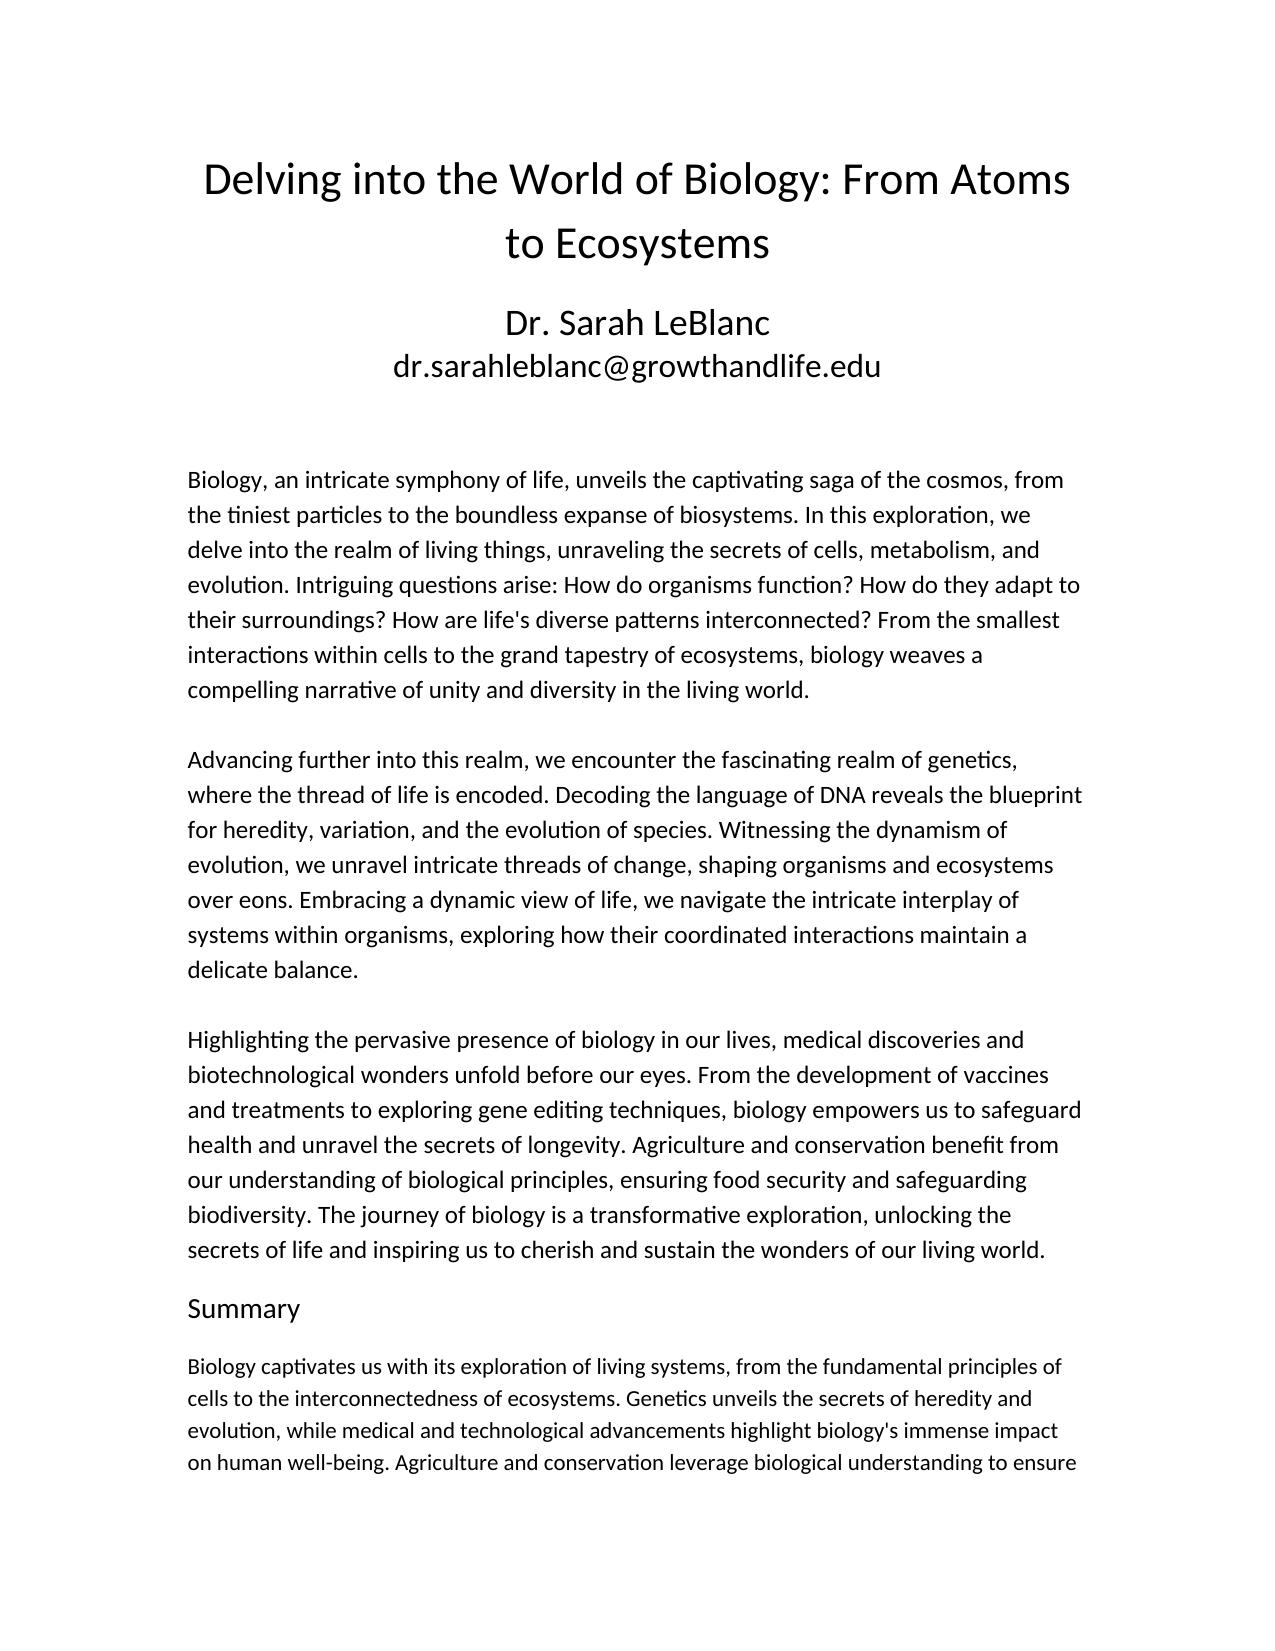 Delving into the World of Biology: From Atoms
to Ecosystems
Dr. Sarah LeBlanc
dr.sarahleblanc@growthandlife.edu
Biology, an intricate symphony of life, unveils the captivating saga of the cosmos, from
the tiniest particles to the boundless expanse of biosystems. In this exploration, we
delve into the realm of living things, unraveling the secrets of cells, metabolism, and
evolution. Intriguing questions arise: How do organisms function? How do they adapt to
their surroundings? How are life's diverse patterns interconnected? From the smallest
interactions within cells to the grand tapestry of ecosystems, biology weaves a
compelling narrative of unity and diversity in the living world.
Advancing further into this realm, we encounter the fascinating realm of genetics,
where the thread of life is encoded. Decoding the language of DNA reveals the blueprint
for heredity, variation, and the evolution of species. Witnessing the dynamism of
evolution, we unravel intricate threads of change, shaping organisms and ecosystems
over eons. Embracing a dynamic view of life, we navigate the intricate interplay of
systems within organisms, exploring how their coordinated interactions maintain a
delicate balance.
Highlighting the pervasive presence of biology in our lives, medical discoveries and
biotechnological wonders unfold before our eyes. From the development of vaccines
and treatments to exploring gene editing techniques, biology empowers us to safeguard
health and unravel the secrets of longevity. Agriculture and conservation benefit from
our understanding of biological principles, ensuring food security and safeguarding
biodiversity. The journey of biology is a transformative exploration, unlocking the
secrets of life and inspiring us to cherish and sustain the wonders of our living world.
Summary
Biology captivates us with its exploration of living systems, from the fundamental principles of
cells to the interconnectedness of ecosystems. Genetics unveils the secrets of heredity and
evolution, while medical and technological advancements highlight biology's immense impact
on human well-being. Agriculture and conservation leverage biological understanding to ensure